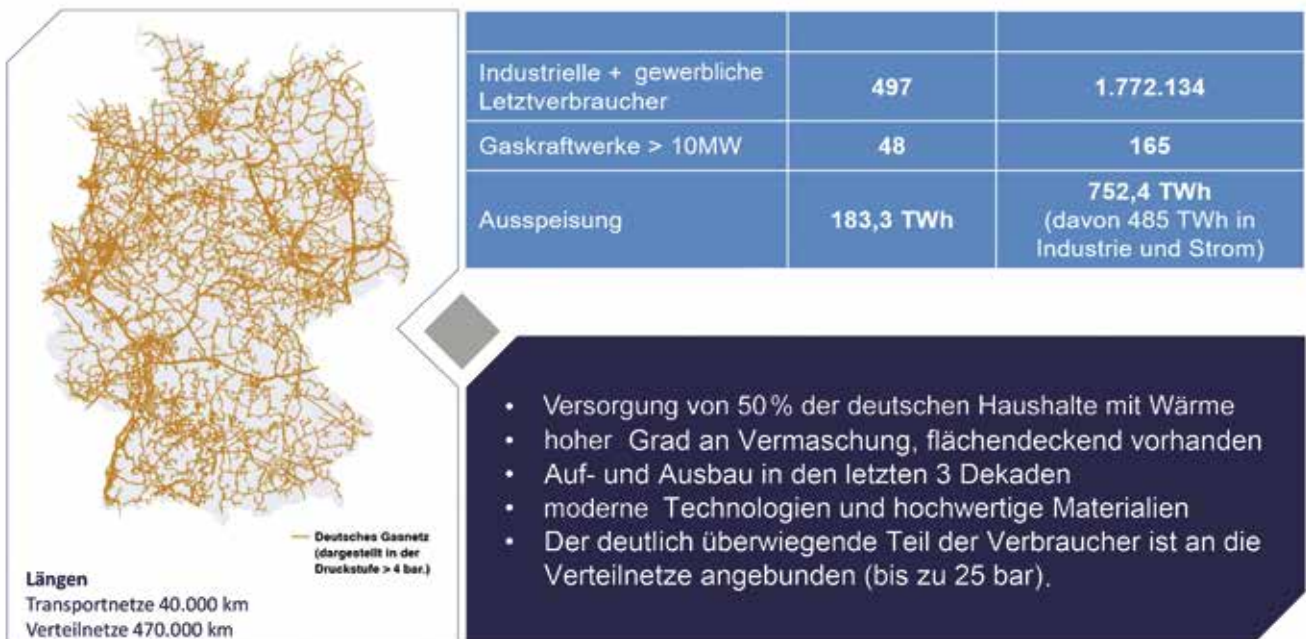 Industrielle + gewerbliche
Letztverbraucher
497
1.772.134
Gaskraftwerke > 10MW
48
165
Ausspeisung
183,3 TWh
752,4 TWh
(davon 485 TWh in
Industrie und Strom)
Deutsches Gasnetz
(dargestellt in der
Druckstufe > 4 bar.)
Längen
Transportnetze 40.000 km
Verteilnetze 470.000 km
• Versorgung von 50 % der deutschen Haushalte mit Wärme
• hoher Grad an Vermaschung, flächendeckend vorhanden
• Auf- und Ausbau in den letzten 3 Dekaden
• moderne Technologien und hochwertige Materialien
• Der deutlich überwiegende Teil der Verbraucher ist an die
Verteilnetze angebunden (bis zu 25 bar).